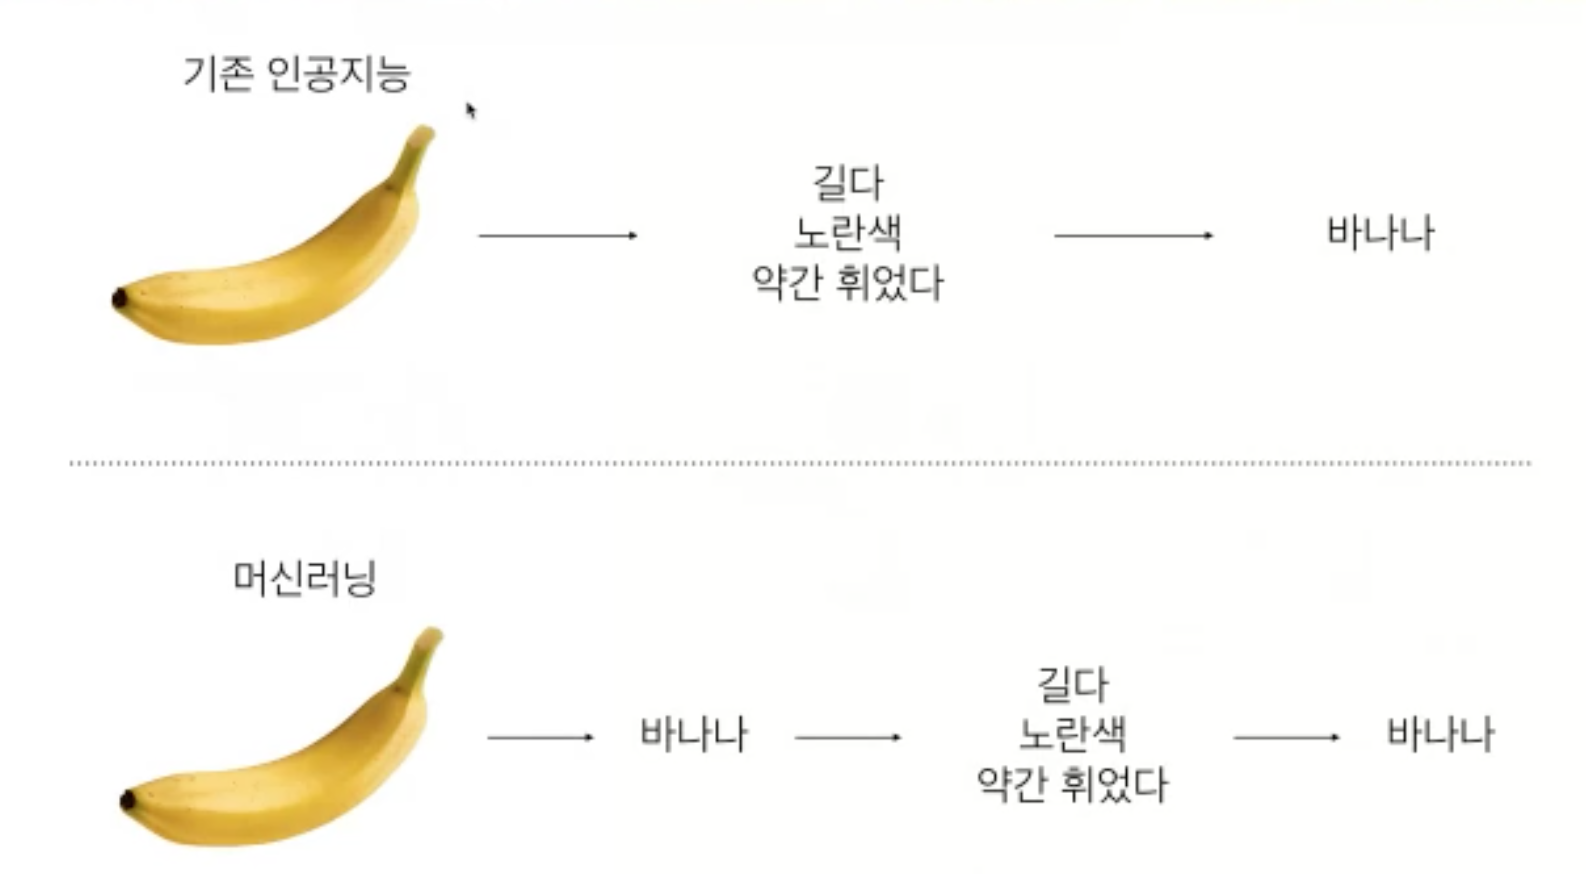 기존 인공지능
길다
노란색
약간 휘었다
바나나
머신러닝
바나나
길다
노란색
약간 휘었다
바나나